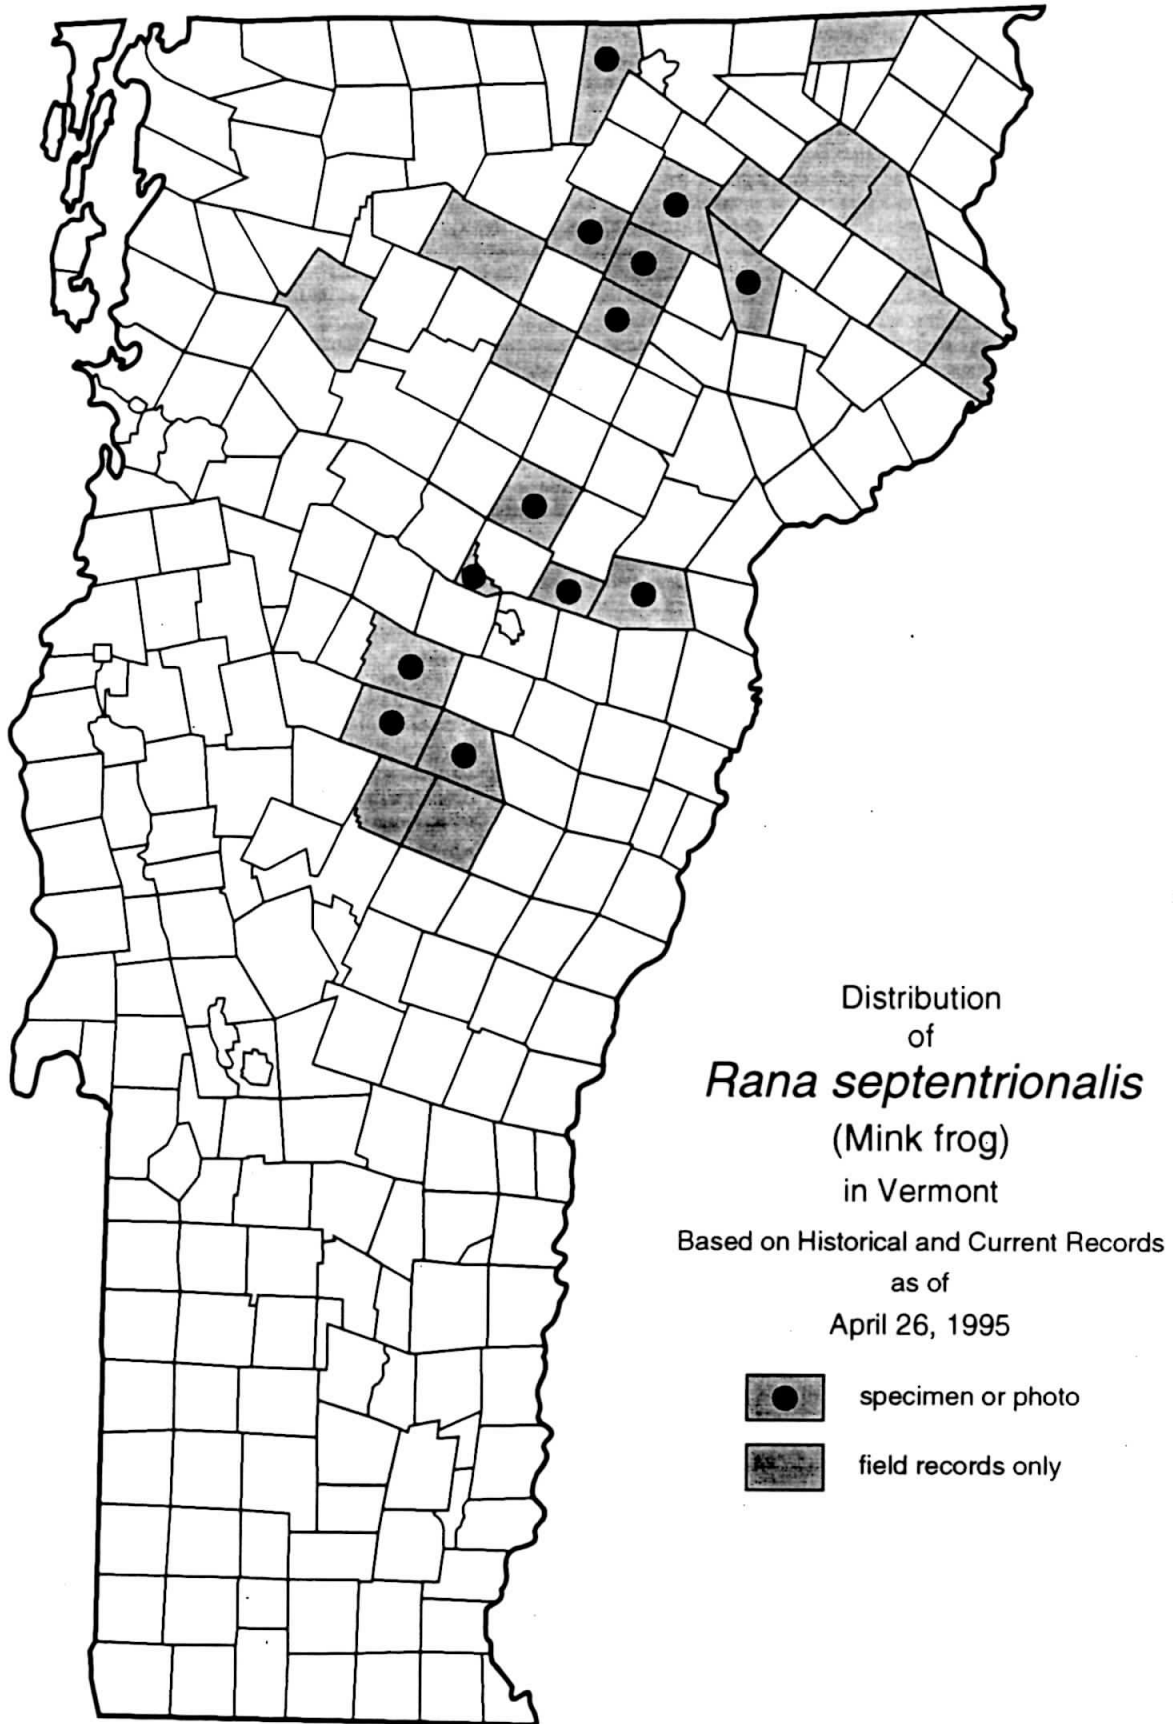 Distribution
of
Rana septentrionalis
(Mink frog)
in Vermont
Based on Historical and Current Records
as of
April 26, 1995
specimen or photo
field records only